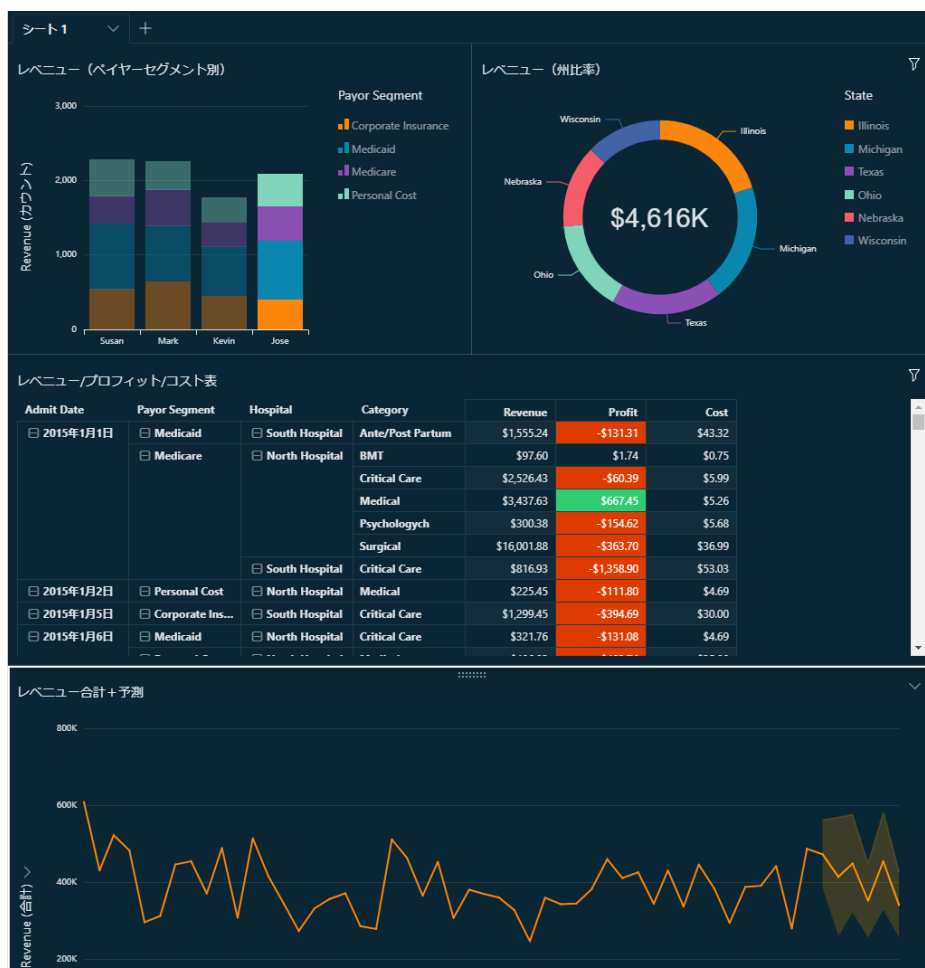 シート 1
レベニュー（ペイヤーセグメント別）
Revenue (カウント)
3,000
2,000
1,000
0
Susan Mark Kevin Jose
Payor Segment
Corporate Insurance
Medicaid
Medicare
Personal Cost
レベニュー（州比率）
Wisconsin
Illinois
Nebraska
$4,616K
Michigan
Ohio
Texas
State
Illinois
Michigan
Texas
Ohio
Nebraska
Wisconsin
レベニュー/プロフィット/コスト表
Admit Date Payor Segment Hospital Category Revenue Profit Cost
2015年1月1日 Medicaid South Hospital Ante/Post Partum $1,555.24 -$131.31 $43.32
Medicare North Hospital BMT $97.60 $1.74 $0.75
Critical Care $2,526.43 -$60.39 $5.99
Medical $3,437.63 $667.45 $5.26
Psychologych $300.38 -$154.62 $5.68
Surgical $16,001.88 -$363.70 $36.99
South Hospital Critical Care $816.93 -$1,358.90 $53.03
2015年1月2日 Personal Cost North Hospital Medical $225.45 -$111.80 $4.69
2015年1月5日 Corporate Ins... South Hospital Critical Care $1,299.45 -$394.69 $30.00
2015年1月6日 Medicaid North Hospital Critical Care $321.76 -$131.08 $4.69
レベニュー合計＋予測
Revenue (合計)
800K
600K
400K
200K